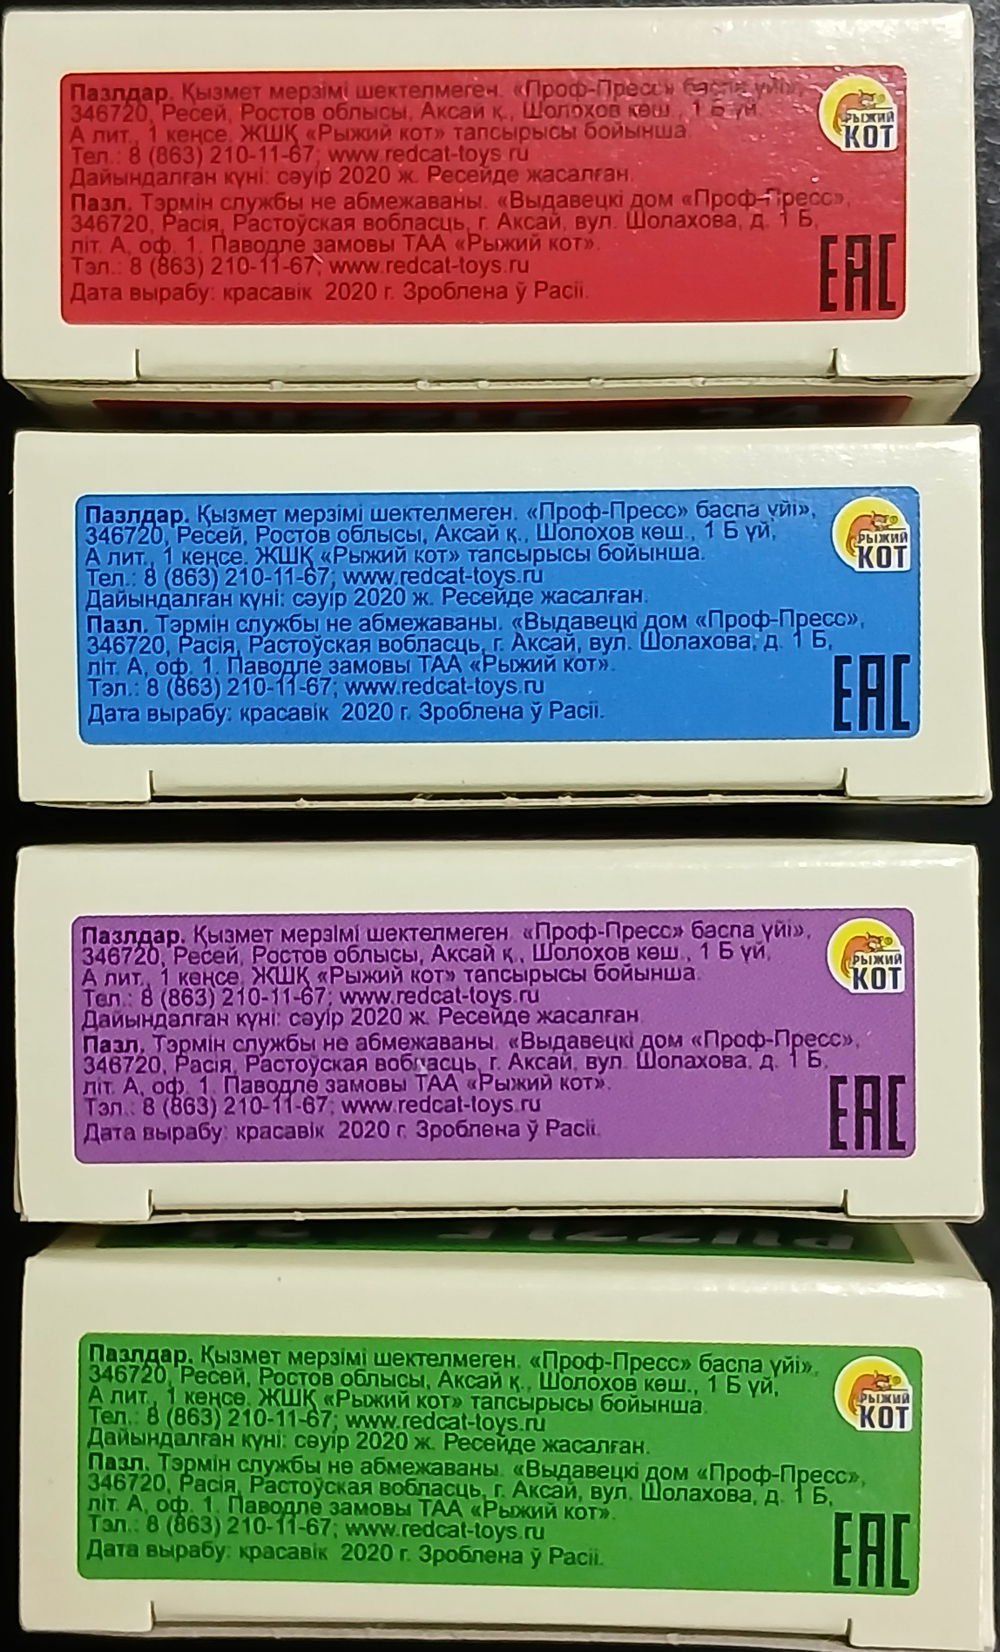 Пазлдар. Қызмет мерзімі шектелмеген. «Проф-Пресс» баспа үйі»,
346720, Ресей, Ростов облысы, Аксай қ., Шолохов көш., 1 Б үй,
А лит., 1 кеңсе. ЖШҚ «Рыжий кот» тапсырысы бойынша.
Тел.: 8 (863) 210-11-67; www.redcat-toys.ru
Дайындалған күні: сәуір 2020 ж. Ресейде жасалған.
Пазл. Тэрмін службы не абмежаваны. «Выдавецкі дом «Проф-Пресс»,
346720, Расія, Растоўская вобласць, г. Аксай, вул. Шолахова, д. 1 Б,
літ. А, оф. 1. Паводле замовы ТАА «Рыжий кот».
Тэл.: 8 (863) 210-11-67; www.redcat-toys.ru
Дата вырабу: красавік 2020 г. Зроблена ў Расіі.
РЫЖИЙ
КОТ
EAC
Пазлдар. Қызмет мерзімі шектелмеген. «Проф-Пресс» баспа үйі»,
346720, Ресей, Ростов облысы, Аксай қ., Шолохов көш., 1 Б үй,
А лит., 1 кеңсе. ЖШҚ «Рыжий кот» тапсырысы бойынша.
Тел.: 8 (863) 210-11-67; www.redcat-toys.ru
Дайындалған күні: сәуір 2020 ж. Ресейде жасалған.
Пазл. Тэрмін службы не абмежаваны. «Выдавецкі дом «Проф-Пресс»,
346720, Расія, Растоўская вобласць, г. Аксай, вул. Шолахова, д. 1 Б,
літ. А, оф. 1. Паводле замовы ТАА «Рыжий кот».
Тэл.: 8 (863) 210-11-67; www.redcat-toys.ru
Дата вырабу: красавік 2020 г. Зроблена ў Расіі.
РЫЖИЙ
КОТ
EAC
Пазлдар. Қызмет мерзімі шектелмеген. «Проф-Пресс» баспа үйі»,
346720, Ресей, Ростов облысы, Аксай қ., Шолохов көш., 1 Б үй,
А лит., 1 кеңсе. ЖШҚ «Рыжий кот» тапсырысы бойынша.
Тел.: 8 (863) 210-11-67; www.redcat-toys.ru
Дайындалған күні: сәуір 2020 ж. Ресейде жасалған.
Пазл. Тэрмін службы не абмежаваны. «Выдавецкі дом «Проф-Пресс»,
346720, Расія, Растоўская вобласць, г. Аксай, вул. Шолахова, д. 1 Б,
літ. А, оф. 1. Паводле замовы ТАА «Рыжий кот».
Тэл.: 8 (863) 210-11-67; www.redcat-toys.ru
Дата вырабу: красавік 2020 г. Зроблена ў Расіі.
РЫЖИЙ
КОТ
EAC
PUZZLE
Пазлдар. Қызмет мерзімі шектелмеген. «Проф-Пресс» баспа үйі»,
346720, Ресей, Ростов облысы, Аксай қ., Шолохов көш., 1 Б үй,
А лит., 1 кеңсе. ЖШҚ «Рыжий кот» тапсырысы бойынша.
Тел.: 8 (863) 210-11-67; www.redcat-toys.ru
Дайындалған күні: сәуір 2020 ж. Ресейде жасалған.
Пазл. Тэрмін службы не абмежаваны. «Выдавецкі дом «Проф-Пресс»,
346720, Расія, Растоўская вобласць, г. Аксай, вул. Шолахова, д. 1 Б,
літ. А, оф. 1. Паводле замовы ТАА «Рыжий кот».
Тэл.: 8 (863) 210-11-67; www.redcat-toys.ru
Дата вырабу: красавік 2020 г. Зроблена ў Расіі.
РЫЖИЙ
КОТ
EAC